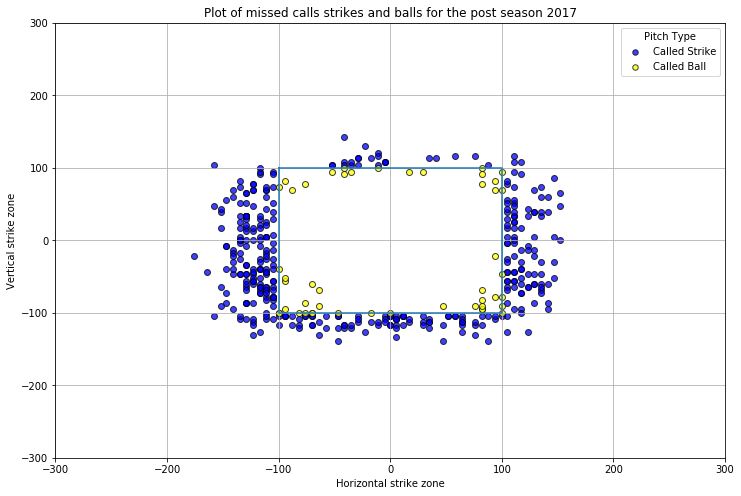 Plot of missed calls strikes and balls for the post season 2017
Pitch Type
Called Strike
Called Ball
Vertical strike zone
300
200
100
0
−100
−200
−300
−300
−200
−100
0
100
200
300
Horizontal strike zone